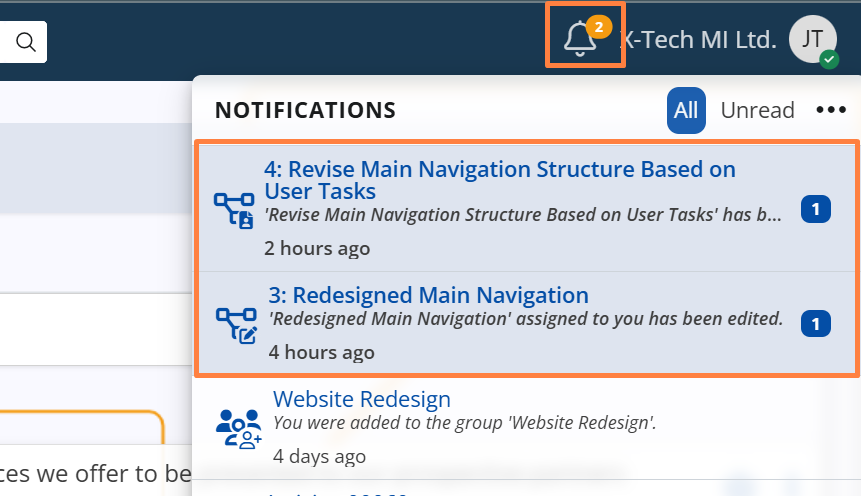 2
X-Tech MI Ltd.
JT
NOTIFICATIONS
All
Unread
4: Revise Main Navigation Structure Based on
User Tasks
'Revise Main Navigation Structure Based on User Tasks' has b...
1
2 hours ago
3: Redesigned Main Navigation
'Redesigned Main Navigation' assigned to you has been edited.
1
4 hours ago
Website Redesign
You were added to the group 'Website Redesign'.
4 days ago
ces we offer to be